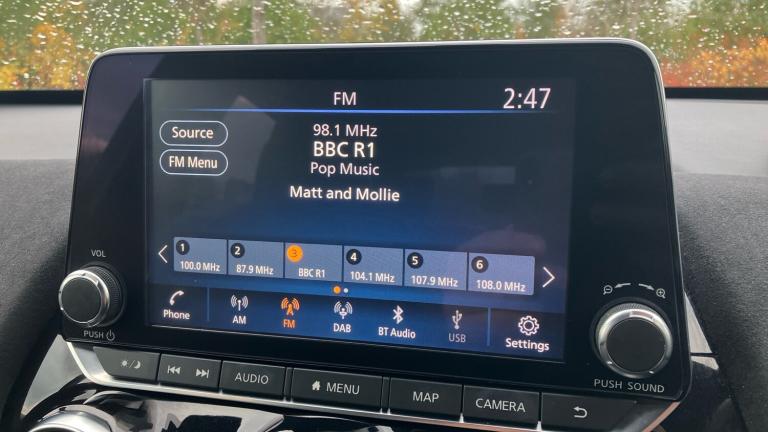 FM
2:47
Source
98.1 MHz
BBC R1
FM Menu
Pop Music
Matt and Mollie
1 2 3 4 5 6
100.0 MHz 87.9 MHz BBC R1 104.1 MHz 107.9 MHz 108.0 MHz
VOL
Phone AM FM DAB BT Audio USB Settings
PUSH
PUSH SOUND
AUDIO MENU MAP CAMERA